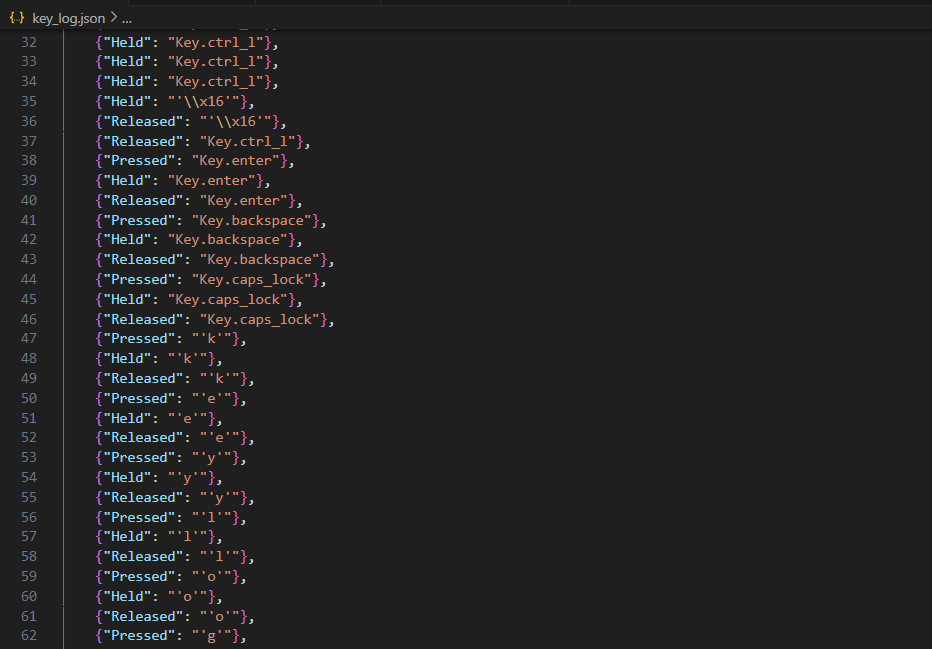 {..} key_log.json > ...
32 {"Held": "Key.ctrl_l"},
33 {"Held": "Key.ctrl_l"},
34 {"Held": "Key.ctrl_l"},
35 {"Held": "'\\x16'"},
36 {"Released": "'\\x16'"},
37 {"Released": "Key.ctrl_l"},
38 {"Pressed": "Key.enter"},
39 {"Held": "Key.enter"},
40 {"Released": "Key.enter"},
41 {"Pressed": "Key.backspace"},
42 {"Held": "Key.backspace"},
43 {"Released": "Key.backspace"},
44 {"Pressed": "Key.caps_lock"},
45 {"Held": "Key.caps_lock"},
46 {"Released": "Key.caps_lock"},
47 {"Pressed": "'k'"},
48 {"Held": "'k'"},
49 {"Released": "'k'"},
50 {"Pressed": "'e'"},
51 {"Held": "'e'"},
52 {"Released": "'e'"},
53 {"Pressed": "'y'"},
54 {"Held": "'y'"},
55 {"Released": "'y'"},
56 {"Pressed": "'l'"},
57 {"Held": "'l'"},
58 {"Released": "'l'"},
59 {"Pressed": "'o'"},
60 {"Held": "'o'"},
61 {"Released": "'o'"},
62 {"Pressed": "'g'"},